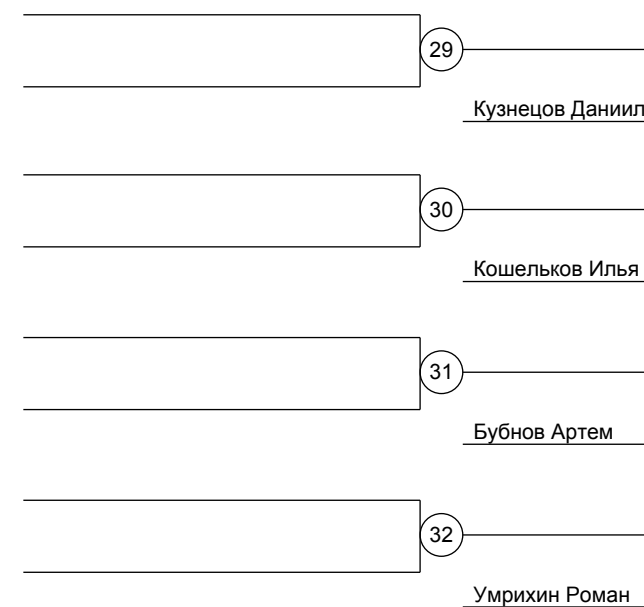 29
Кузнецов Даниил
30
Кошельков Илья
31
Бубнов Артем
32
Умрихин Роман